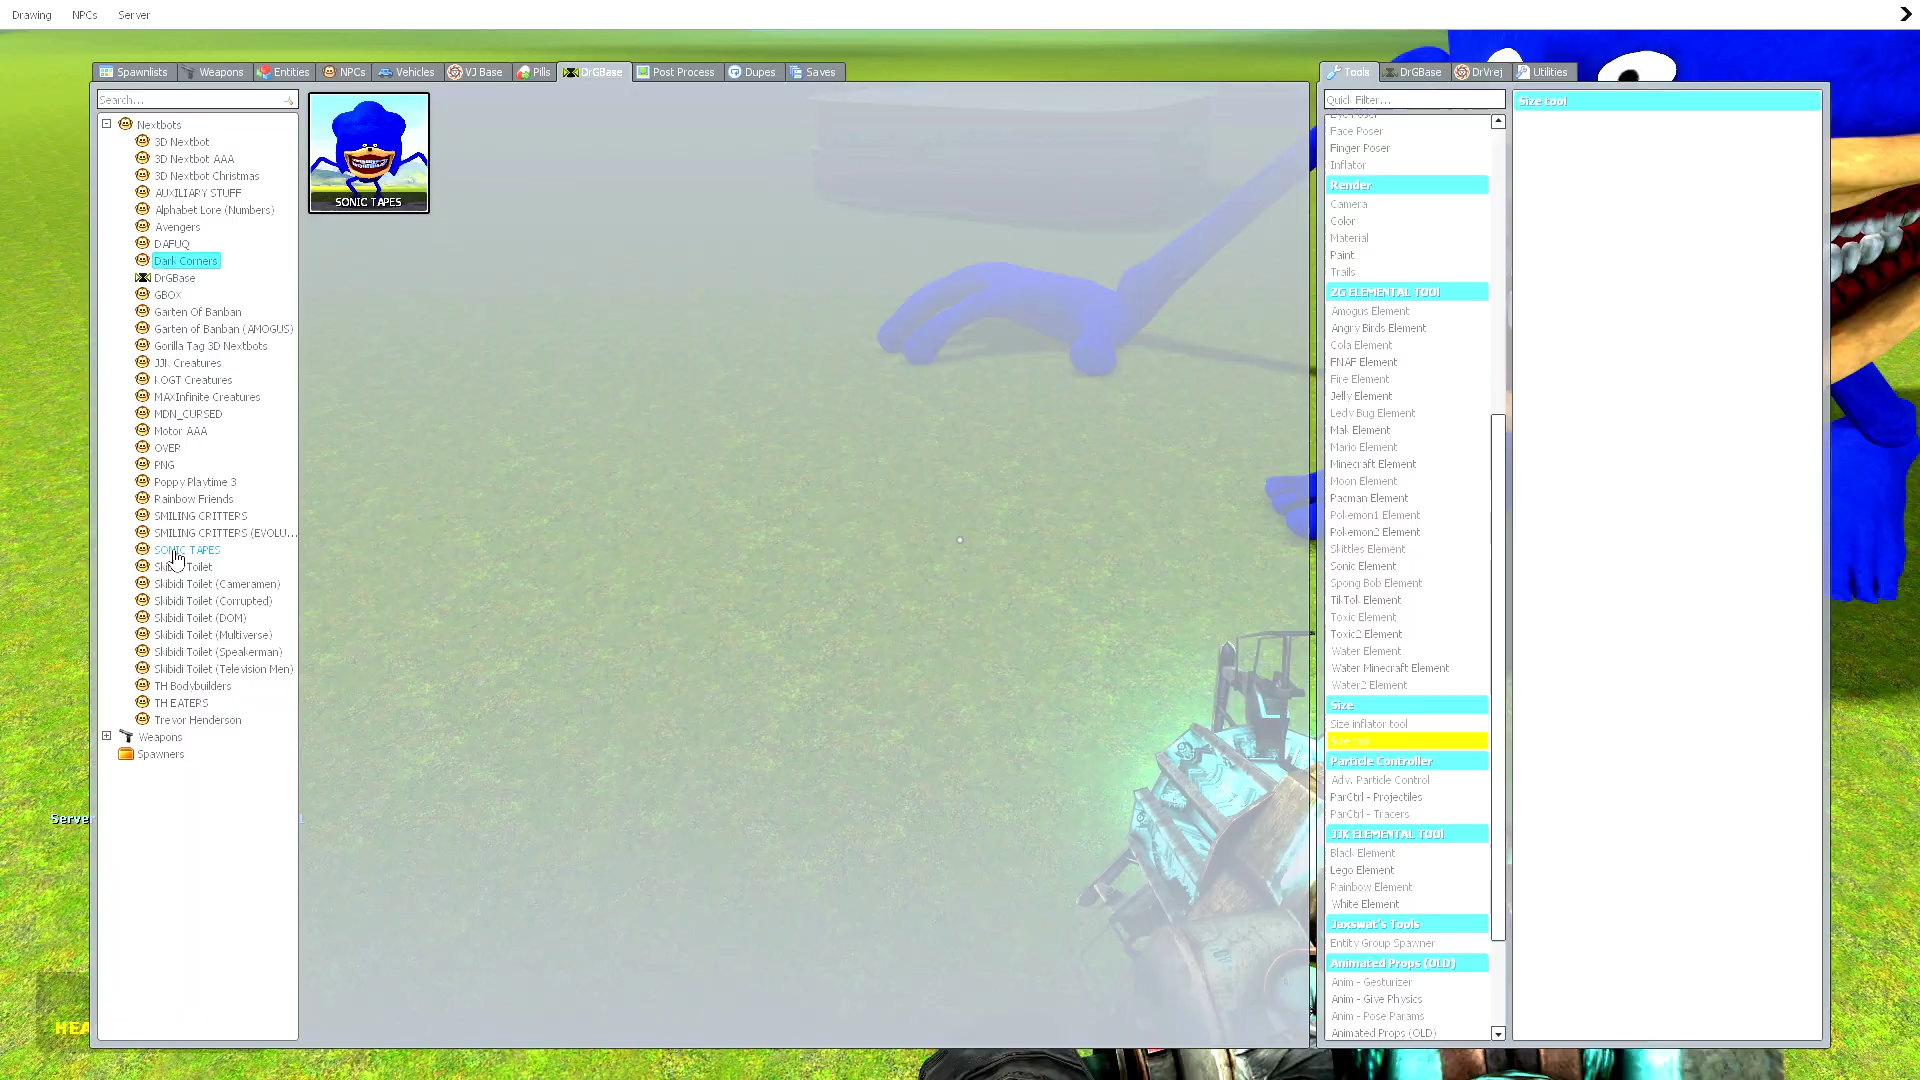 Drawing NPCs Server
Spawnlists Weapons Entities NPCs Vehicles VJ Base Pills DrGBase Post Process Dupes Saves
Search...
Nextbots
3D Nextbot
3D Nextbot AAA
3D Nextbot Christmas
AUXILIARY STUFF
Alphabet Lore (Numbers)
Avengers
DAFUQ
Dark Corners
DrGBase
GBOX
Garten Of Banban
Garten of Banban (AMOGUS)
Gorilla Tag 3D Nextbots
JJK Creatures
KOGT Creatures
MAXInfinite Creatures
MDN_CURSED
Motor AAA
OVER
PNG
Poppy Playtime 3
Rainbow Friends
SMILING CRITTERS
SMILING CRITTERS (EVOLU...
SONIC TAPES
Skibidi Toilet
Skibidi Toilet (Cameramen)
Skibidi Toilet (Corrupted)
Skibidi Toilet (DOM)
Skibidi Toilet (Multiverse)
Skibidi Toilet (Speakerman)
Skibidi Toilet (Television Men)
TH Bodybuilders
TH EATERS
Trevor Henderson
Weapons
Spawners
SONIC TAPES
Server
HEA
Tools DrGBase DrVrej Utilities
Quick Filter...
Face Poser
Finger Poser
Inflator
Render
Camera
Color
Material
Paint
Trails
ZG ELEMENTAL TOOl
Amogus Element
Angry Birds Element
Cola Element
FNAF Element
Fire Element
Jelly Element
Ledy Bug Element
Mak Element
Mario Element
Minecraft Element
Moon Element
Pacman Element
Pokemon1 Element
Pokemon2 Element
Skittles Element
Sonic Element
Spong Bob Element
TikTok Element
Toxic Element
Toxic2 Element
Water Element
Water Minecraft Element
Water2 Element
Size
Size inflator tool
Size tool
Particle Controller
Adv. Particle Control
ParCtrl - Projectiles
ParCtrl - Tracers
JJK ELEMENTAL TOOl
Black Element
Lego Element
Rainbow Element
White Element
Jaxswat's Tools
Entity Group Spawner
Animated Props (OLD)
Anim - Gesturizer
Anim - Give Physics
Anim - Pose Params
Animated Props (OLD)
Size tool